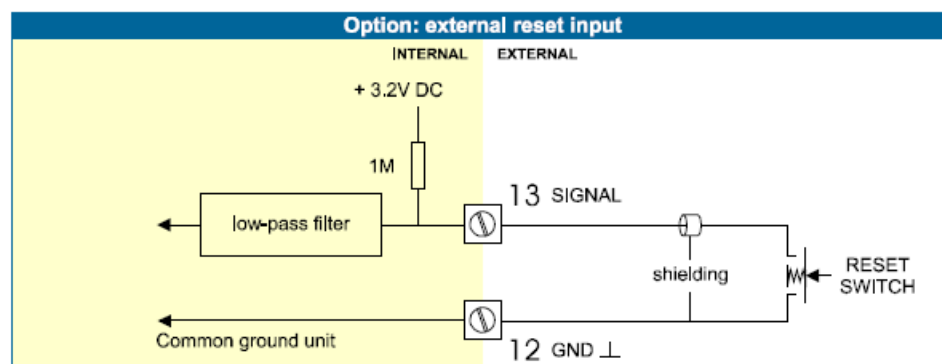 Option: external reset input
INTERNAL EXTERNAL
+ 3.2V DC
1M
low-pass filter
13 SIGNAL
shielding
RESET
SWITCH
Common ground unit
12 GND ⊥